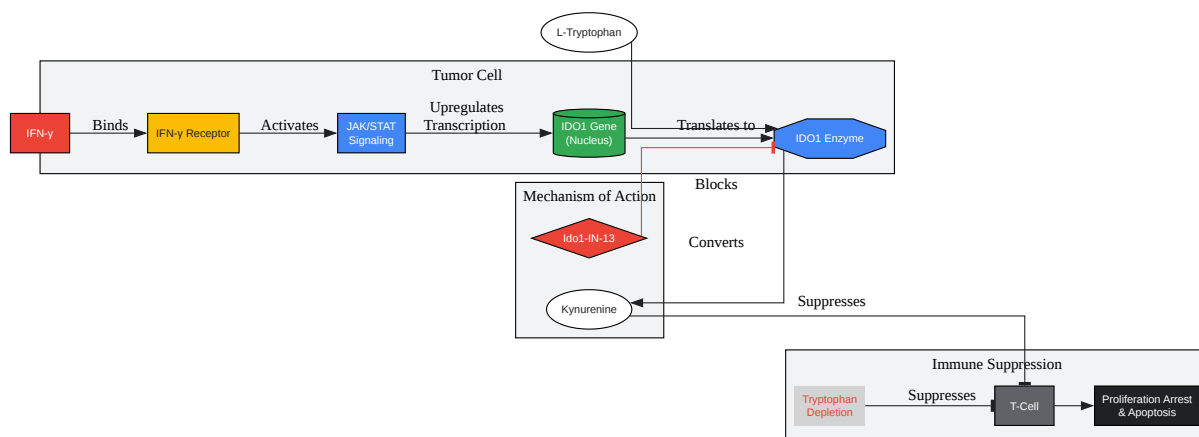 L-Tryptophan
Tumor Cell
IFN-γ
Binds
IFN-γ Receptor
Activates
JAK/STAT
Signaling
Upregulates
Transcription
IDO1 Gene
(Nucleus)
Translates to
IDO1 Enzyme
Blocks
Mechanism of Action
Ido1-IN-13
Converts
Kynurenine
Suppresses
Immune Suppression
Tryptophan
Depletion
Suppresses
T-Cell
Proliferation Arrest
& Apoptosis